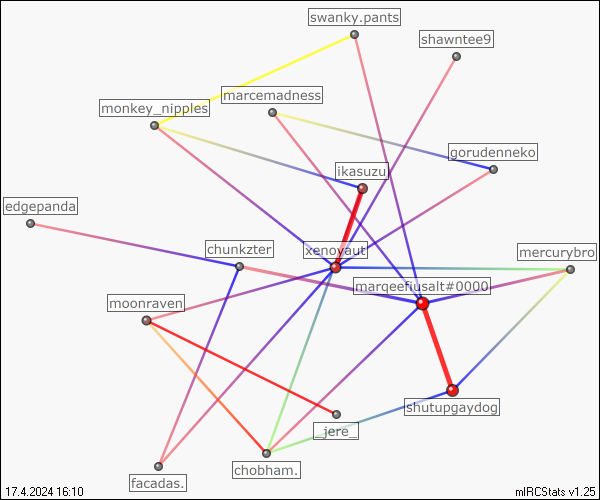 swanky.pants
shawntee9
marcemadness
monkey_nipples
gorudenneko
ikasuzu
edgepanda
chunkzter
xenoyaut
mercurybro
marqeefiusalt#0000
moonraven
shutupgaydog
_jere_
chobham.
facadas.
17.4.2024 16:10
mIRCStats v1.25